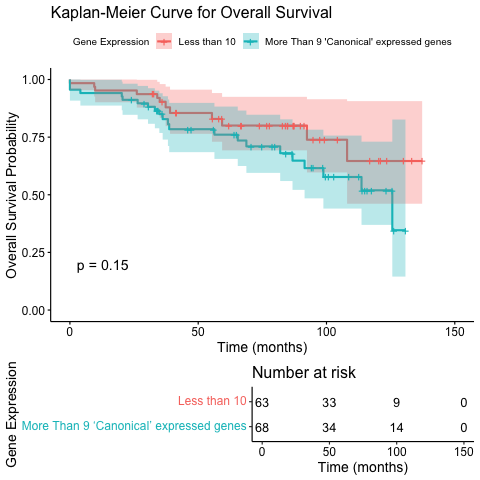 Kaplan-Meier Curve for Overall Survival
Gene Expression Less than 10 More Than 9 'Canonical' expressed genes
Overall Survival Probability
1.00
0.75
0.50
0.25
0.00
p = 0.15
0 50 100 150
Time (months)
Number at risk
Gene Expression
Less than 10 63 33 9 0
More Than 9 ‘Canonical’ expressed genes 68 34 14 0
0 50 100 150
Time (months)